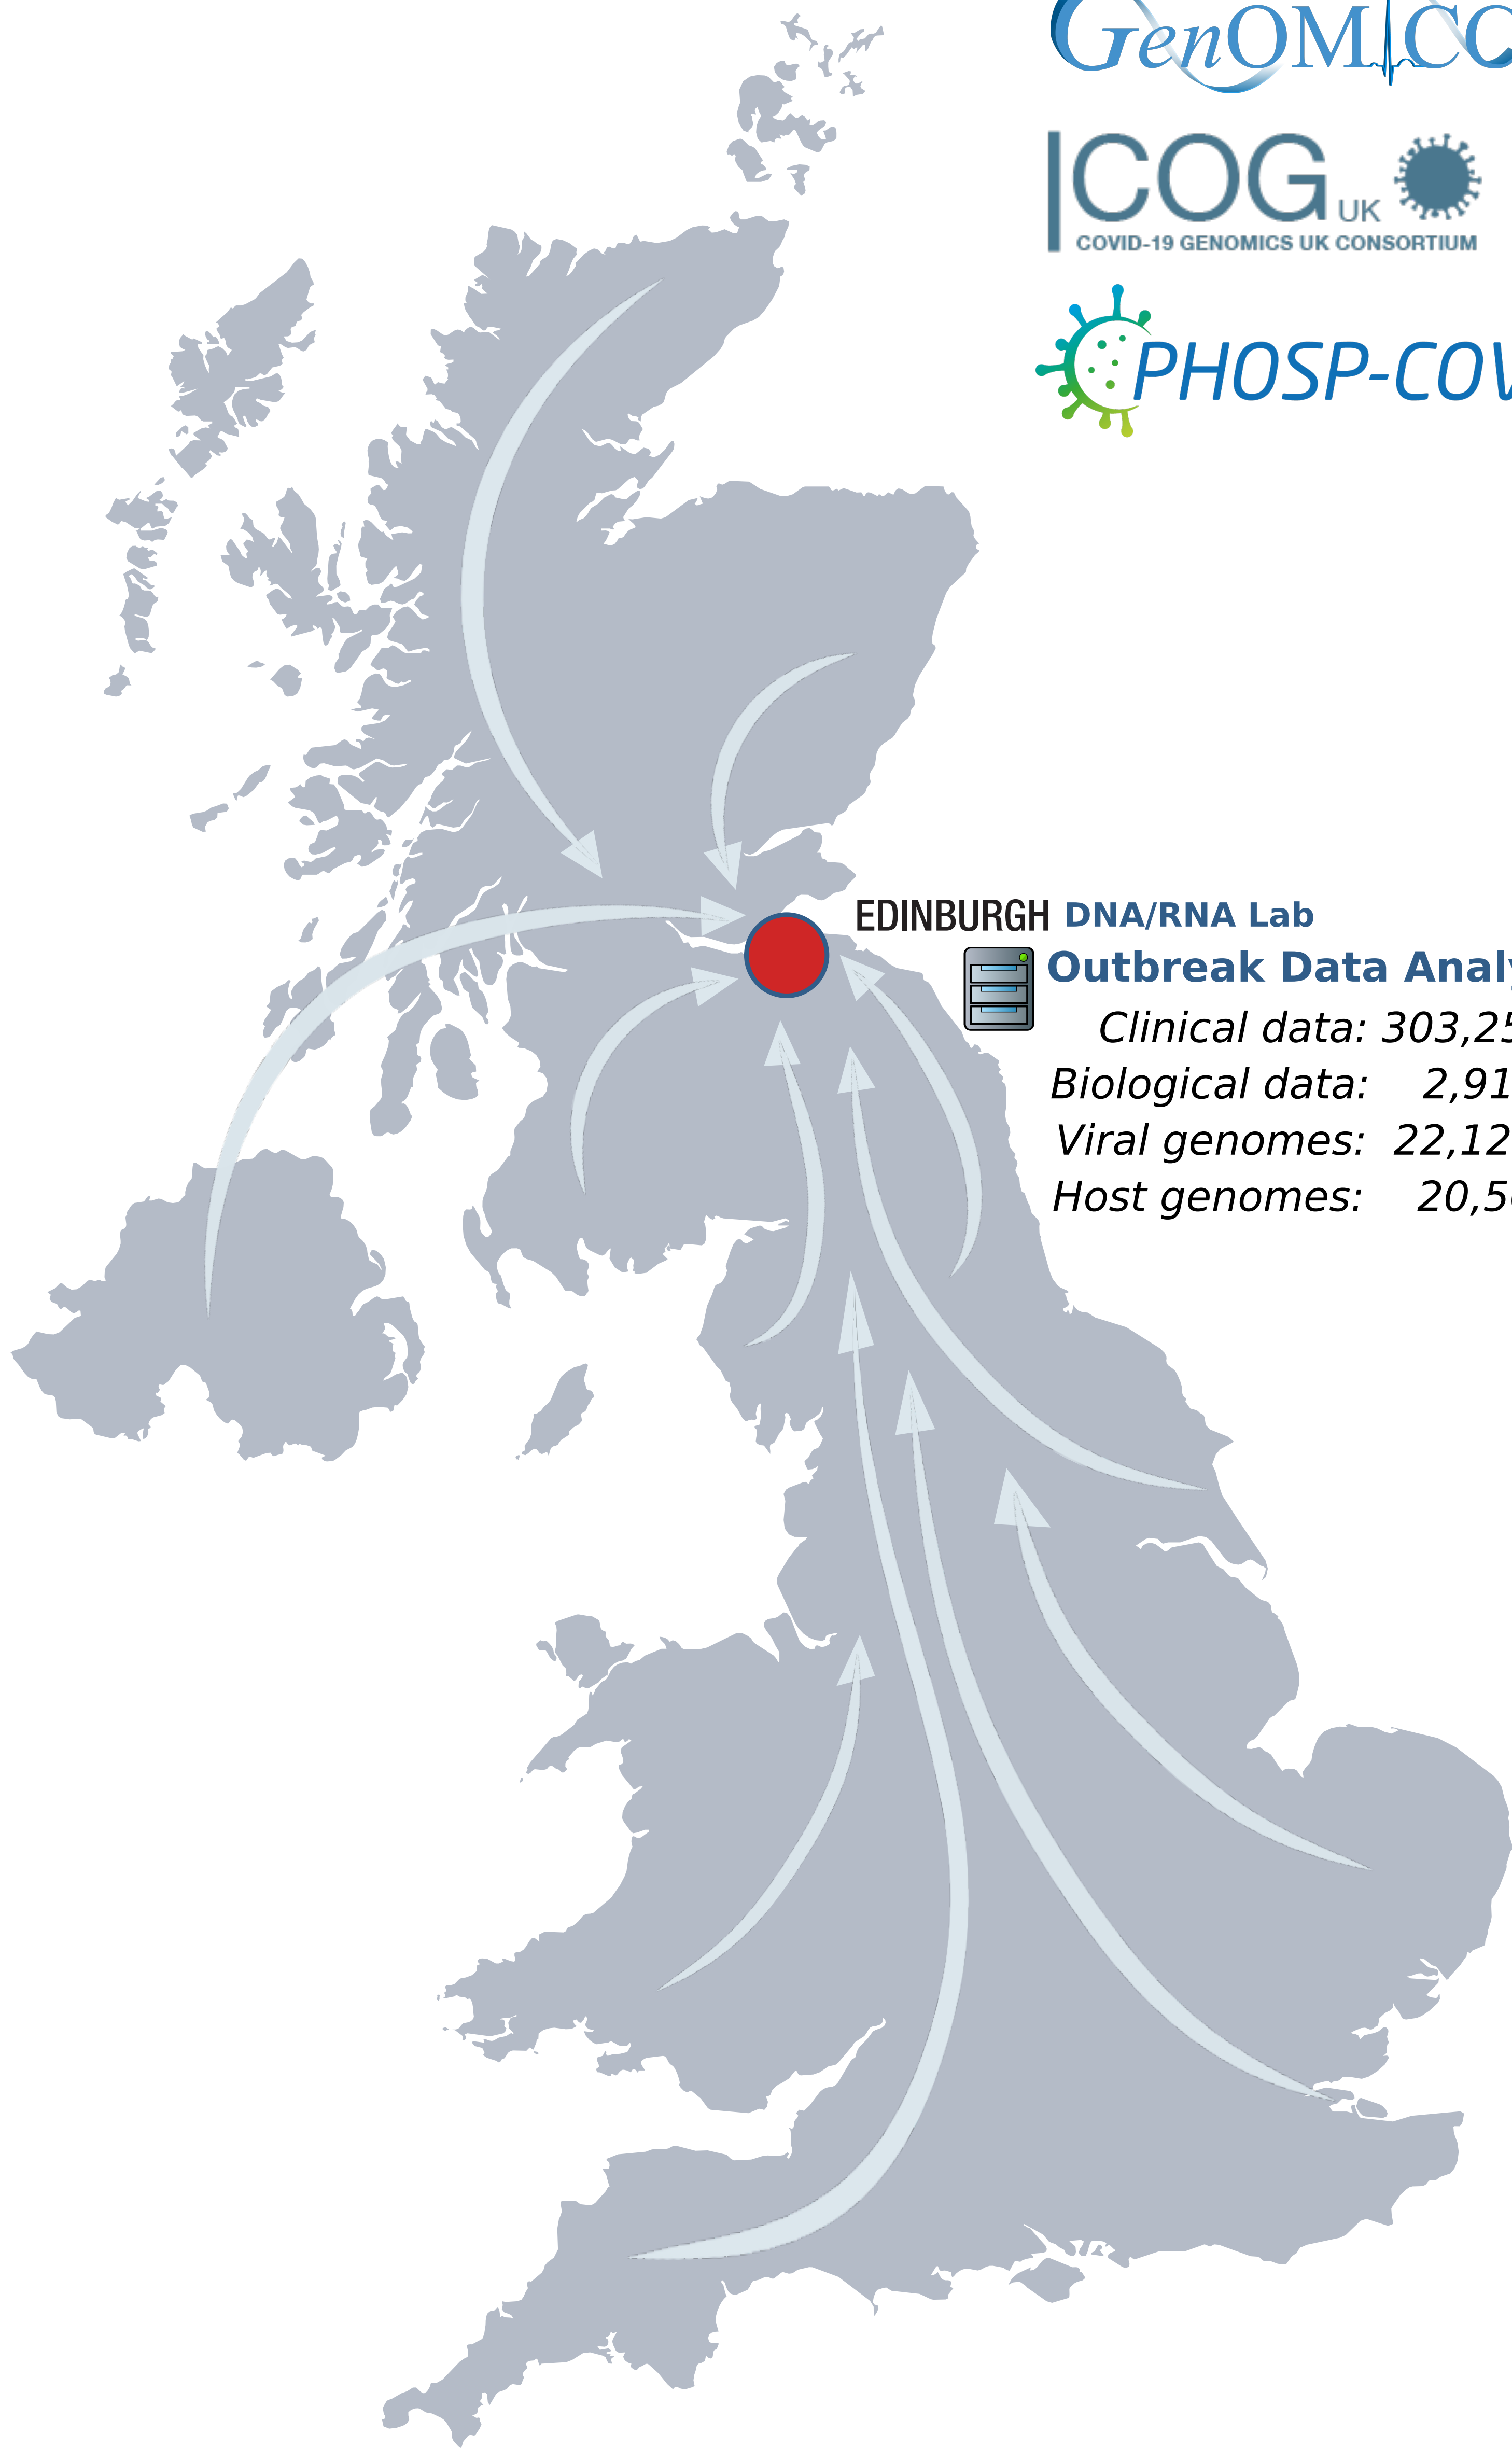 GenOMICC
COG UK
COVID-19 GENOMICS UK CONSORTIUM
PHOSP-COV
EDINBURGH DNA/RNA Lab
Outbreak Data Analy
Clinical data: 303,25
Biological data: 2,91
Viral genomes: 22,12
Host genomes: 20,5